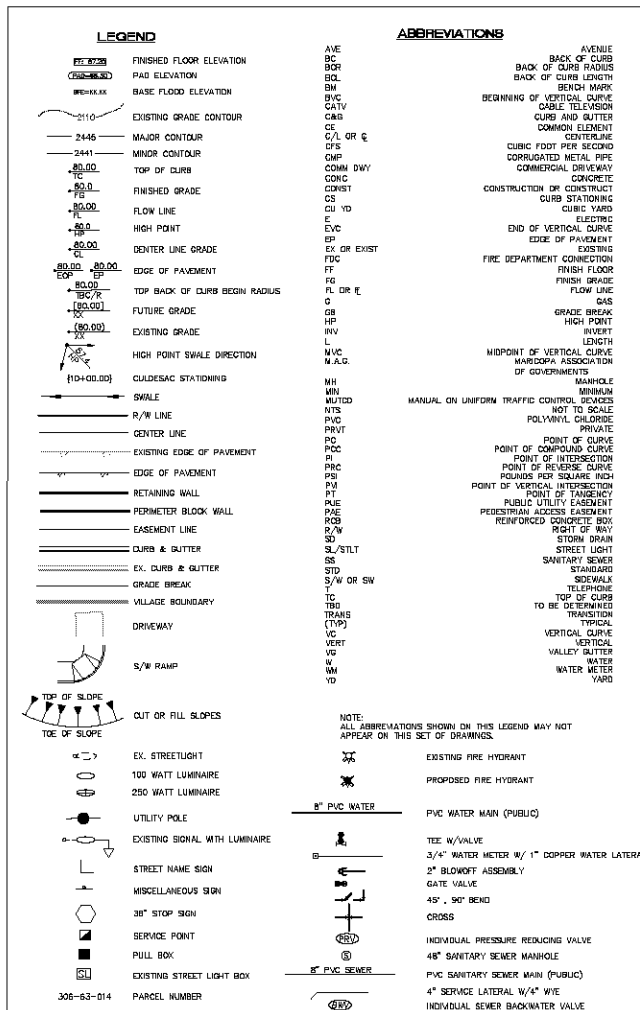 LEGEND
FF: 87.35 FINISHED FLOOR ELEVATION
PAD ELEVATION
BFE=XX.XX BASE FLOOD ELEVATION
2110 EXISTING GRADE CONTOUR
2446 MAJOR CONTOUR
2441 MINOR CONTOUR
80.00 TC TOP OF CURB
80.0 FG FINISHED GRADE
80.00 FL FLOW LINE
80.0 HP HIGH POINT
80.00 CL CENTER LINE GRADE
80.00 EOP 80.00 EP EDGE OF PAVEMENT
80.00 TBC/R TOP BACK OF CURB BEGIN RADIUS
[80.00] XX FUTURE GRADE
(80.00) XX EXISTING GRADE
HIGH POINT SWALE DIRECTION
{10+00.00} CULDESAC STATIONING
SWALE
R/W LINE
CENTER LINE
EXISTING EDGE OF PAVEMENT
EDGE OF PAVEMENT
RETAINING WALL
PERIMETER BLOCK WALL
EASEMENT LINE
CURB & GUTTER
EX. CURB & GUTTER
GRADE BREAK
VILLAGE BOUNDARY
DRIVEWAY
S/W RAMP
TOP OF SLOPE
CUT OR FILL SLOPES
TOE OF SLOPE
EX. STREETLIGHT
100 WATT LUMINAIRE
250 WATT LUMINAIRE
UTILITY POLE
EXISTING SIGNAL WITH LUMINAIRE
STREET NAME SIGN
MISCELLANEOUS SIGN
36" STOP SIGN
SERVICE POINT
PULL BOX
SL EXISTING STREET LIGHT BOX
306-63-014 PARCEL NUMBER
ABBREVIATIONS
AVE AVENUE
BC BACK OF CURB
BCR BACK OF CURB RADIUS
BCL BACK OF CURB LENGTH
BM BENCH MARK
BVC BEGINNING OF VERTICAL CURVE
CATV CABLE TELEVISION
C&G CURB AND GUTTER
CE COMMON ELEMENT
C/L OR ℄ CENTERLINE
CFS CUBIC FOOT PER SECOND
CMP CORRUGATED METAL PIPE
COMM DWY COMMERCIAL DRIVEWAY
CONC CONCRETE
CONST CONSTRUCTION OR CONSTRUCT
CS CURB STATIONING
CU YD CUBIC YARD
E ELECTRIC
EVC END OF VERTICAL CURVE
EP EDGE OF PAVEMENT
EX OR EXIST EXISTING
FDC FIRE DEPARTMENT CONNECTION
FF FINISH FLOOR
FG FINISH GRADE
FL OR FL FLOW LINE
G GAS
GB GRADE BREAK
HP HIGH POINT
INV INVERT
L LENGTH
MVC MIDPOINT OF VERTICAL CURVE
M.A.G. MARICOPA ASSOCIATION
OF GOVERNMENTS
MH MANHOLE
MIN MINIMUM
MUTCD MANUAL ON UNIFORM TRAFFIC CONTROL DEVICES
NTS NOT TO SCALE
PVC POLYVINYL CHLORIDE
PRVT PRIVATE
PC POINT OF CURVE
PCC POINT OF COMPOUND CURVE
PI POINT OF INTERSECTION
PRC POINT OF REVERSE CURVE
PSI POUNDS PER SQUARE INCH
PVI POINT OF VERTICAL INTERSECTION
PT POINT OF TANGENCY
PUE PUBLIC UTILITY EASEMENT
PAE PEDESTRIAN ACCESS EASEMENT
RCB REINFORCED CONCRETE BOX
R/W RIGHT OF WAY
SD STORM DRAIN
SL/STLT STREET LIGHT
SS SANITARY SEWER
STD STANDARD
S/W OR SW SIDEWALK
T TELEPHONE
TC TOP OF CURB
TBD TO BE DETERMINED
TRANS TRANSITION
(TYP) TYPICAL
VC VERTICAL CURVE
VERT VERTICAL
VG VALLEY GUTTER
W WATER
WM WATER METER
YD YARD
NOTE:
ALL ABBREVIATIONS SHOWN ON THIS LEGEND MAY NOT
APPEAR ON THIS SET OF DRAWINGS.
EXISTING FIRE HYDRANT
PROPOSED FIRE HYDRANT
8" PVC WATER PVC WATER MAIN (PUBLIC)
TEE W/VALVE
3/4" WATER METER W/ 1" COPPER WATER LATERA
2" BLOWOFF ASSEMBLY
GATE VALVE
45°, 90° BEND
CROSS
PRV INDIVIDUAL PRESSURE REDUCING VALVE
S 48" SANITARY SEWER MANHOLE
8" PVC SEWER PVC SANITARY SEWER MAIN (PUBLIC)
4" SERVICE LATERAL W/4" WYE
BWV INDIVIDUAL SEWER BACKWATER VALVE